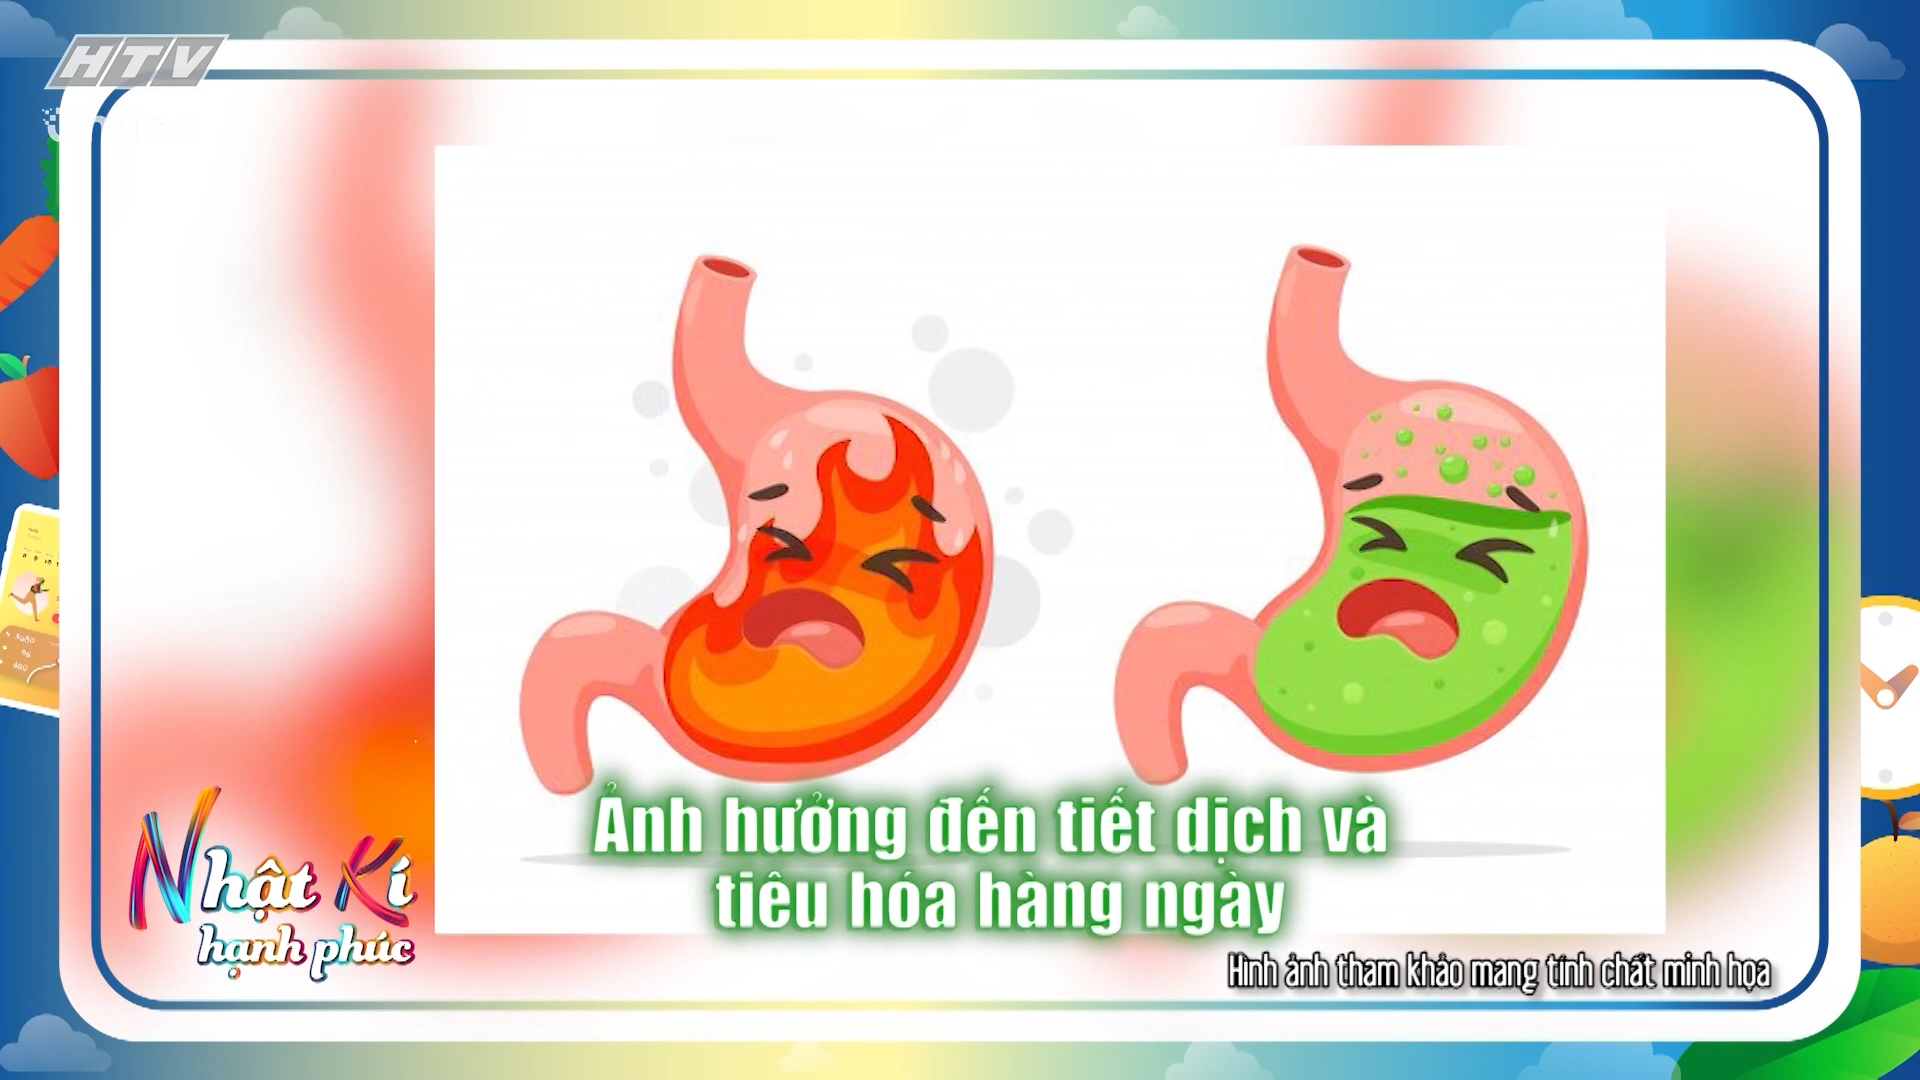 HTV
Online
Ảnh hưởng đến tiết dịch và
tiêu hóa hàng ngày
Nhật Kí
hạnh phúc
Hình ảnh tham khảo mang tính chất minh họa